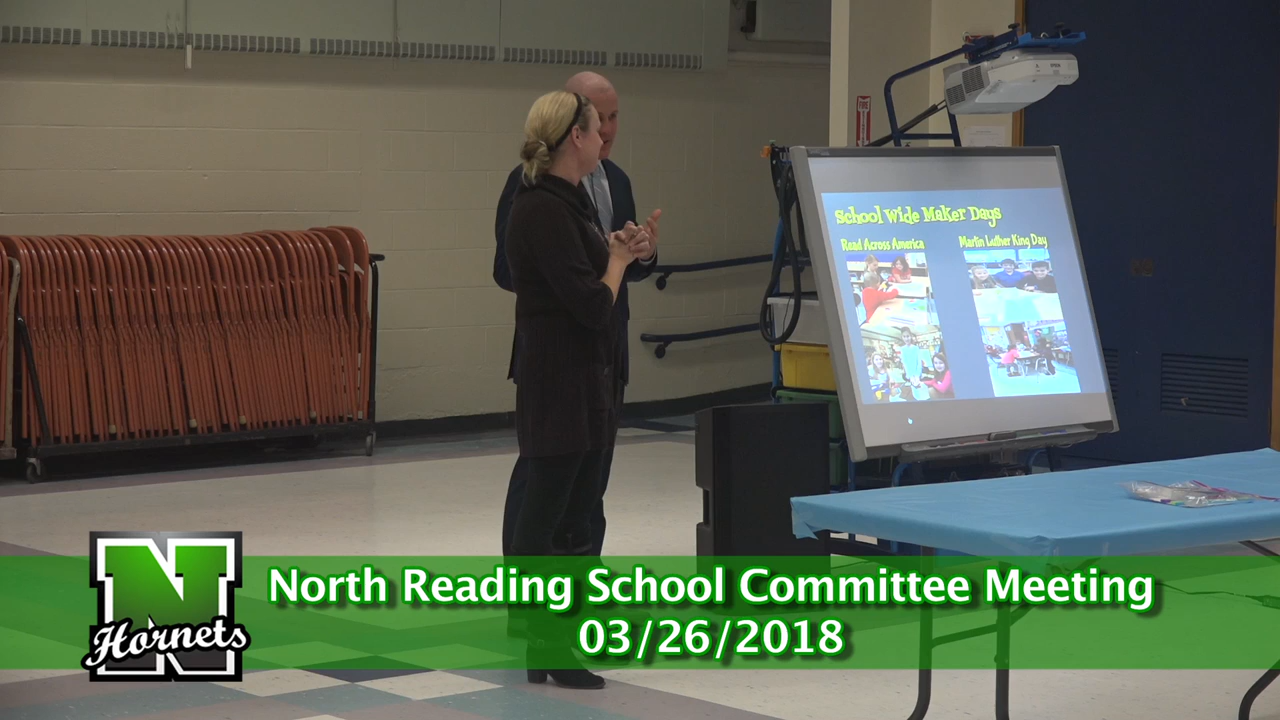 School Wide Maker Days
Read Across America
Martin Luther King Day
FIRE
N
Hornets
North Reading School Committee Meeting
03/26/2018